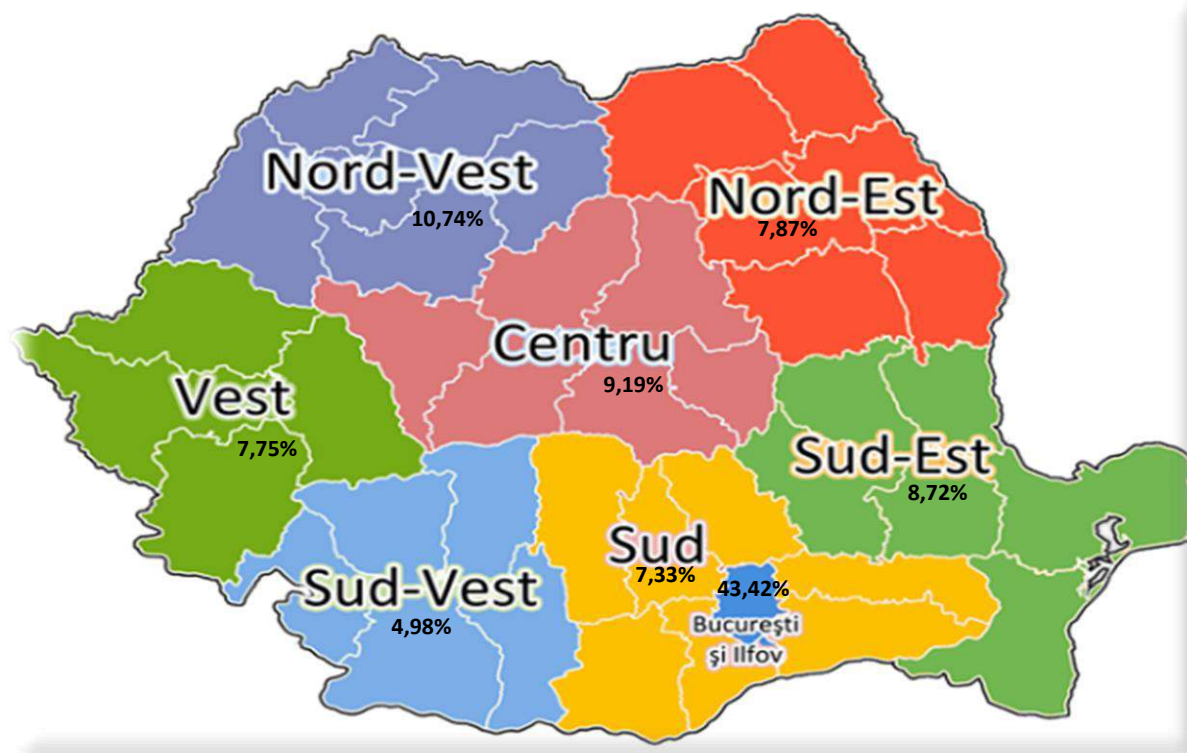 Nord-Vest
10,74%
Nord-Est
7,87%
Centru
9,19%
Vest
7,75%
Sud-Est
8,72%
Sud
7,33%
43,42%
București
și Ilfov
Sud-Vest
4,98%